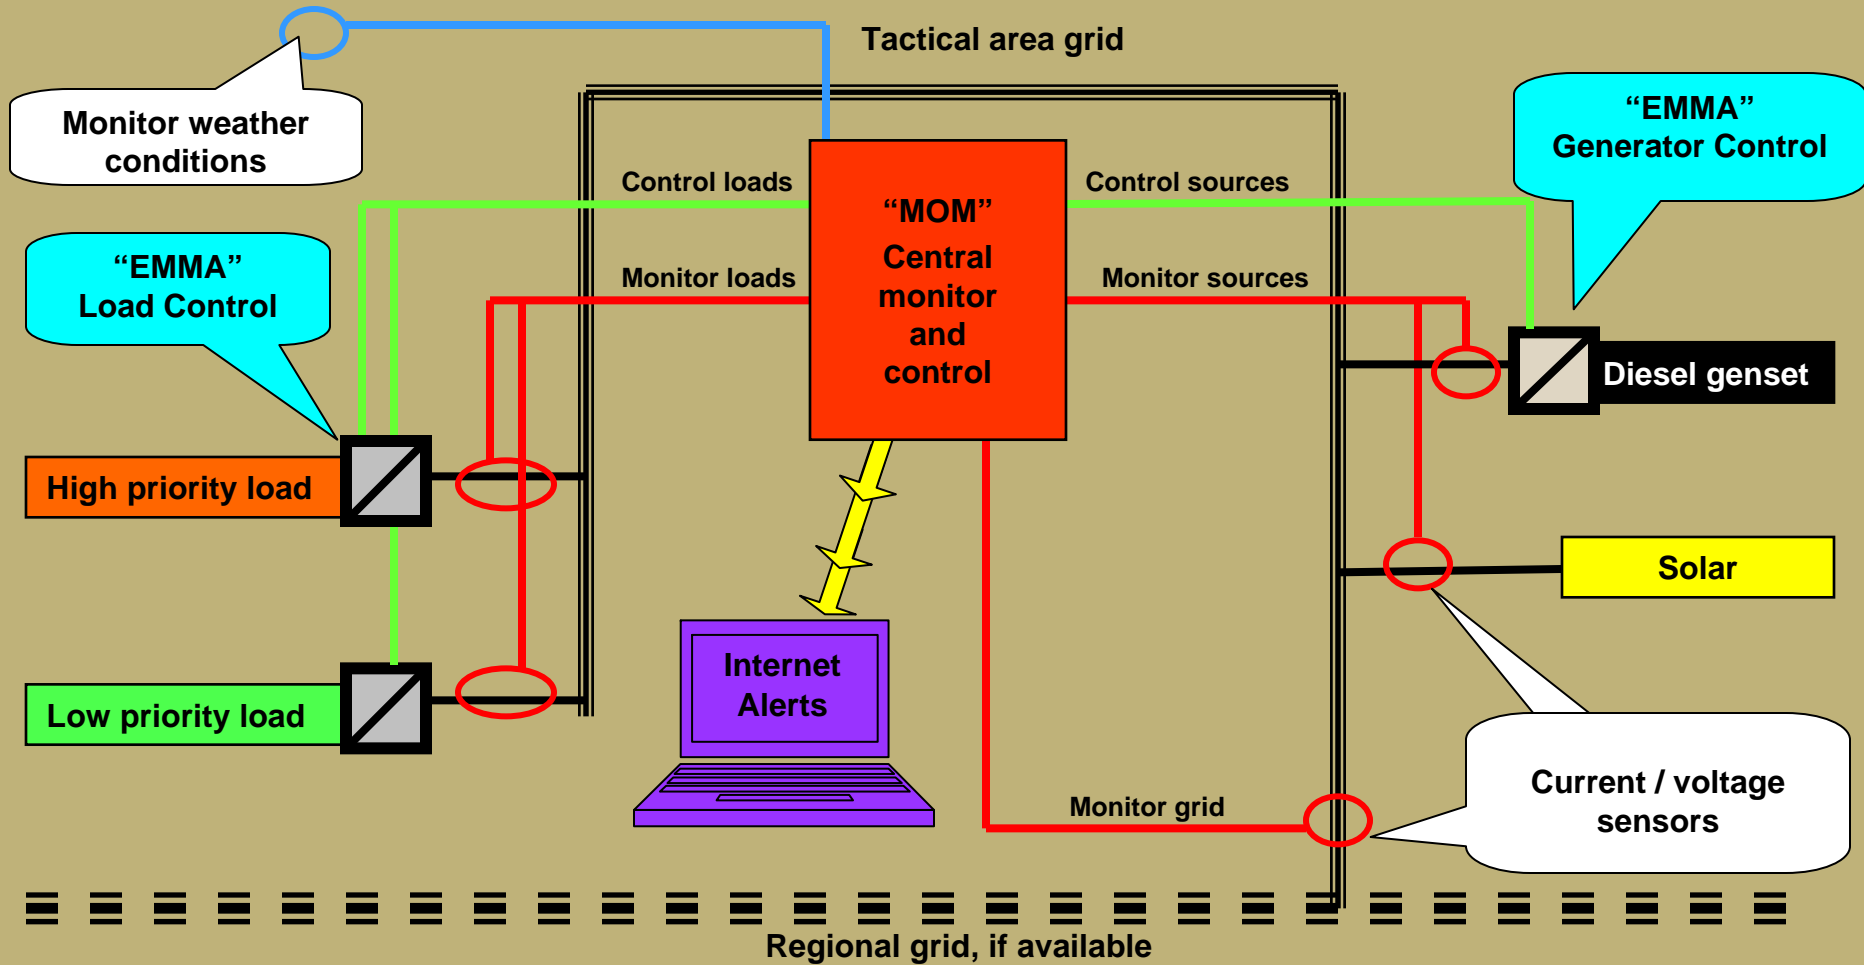 Tactical area grid
Monitor weather
conditions
“EMMA”
Generator Control
Control loads
Control sources
“MOM”
Central
monitor
and
control
“EMMA”
Load Control
Monitor loads
Monitor sources
Diesel genset
High priority load
Solar
Internet
Alerts
Low priority load
Current / voltage
sensors
Monitor grid
Regional grid, if available